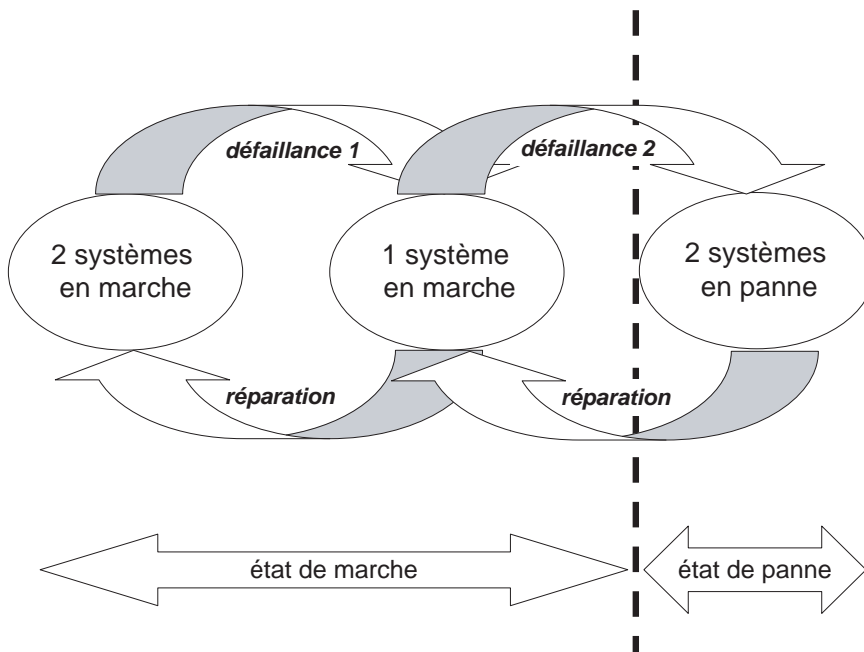 défaillance 1
défaillance 2
2 systèmes
en marche
1 système
en marche
2 systèmes
en panne
réparation
réparation
état de marche
état de panne